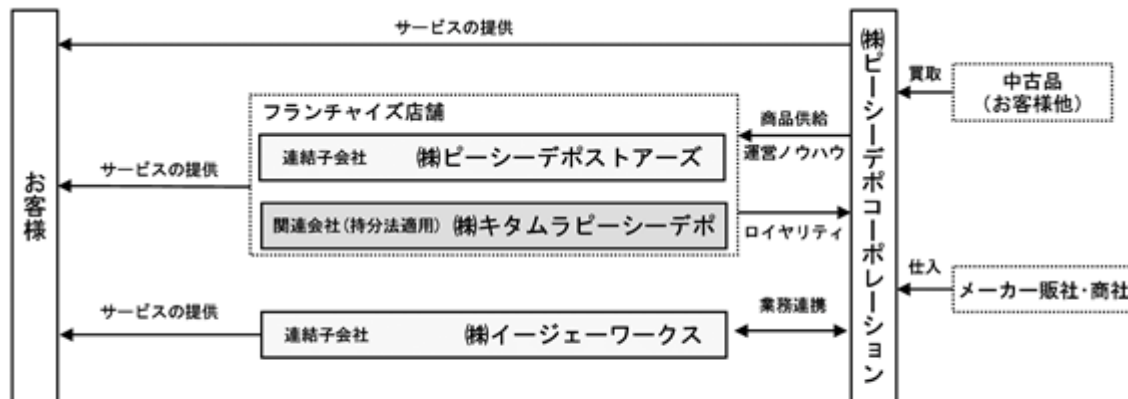 サービスの提供
お客様
㈱ピーシーデポコーポレーション
買取
中古品
(お客様他)
フランチャイズ店舗
商品供給
連結子会社 ㈱ピーシーデポストアーズ
運営ノウハウ
サービスの提供
関連会社(持分法適用) ㈱キタムラピーシーデポ
ロイヤリティ
仕入
メーカー販社・商社
サービスの提供
業務連携
連結子会社 ㈱イージェーワークス